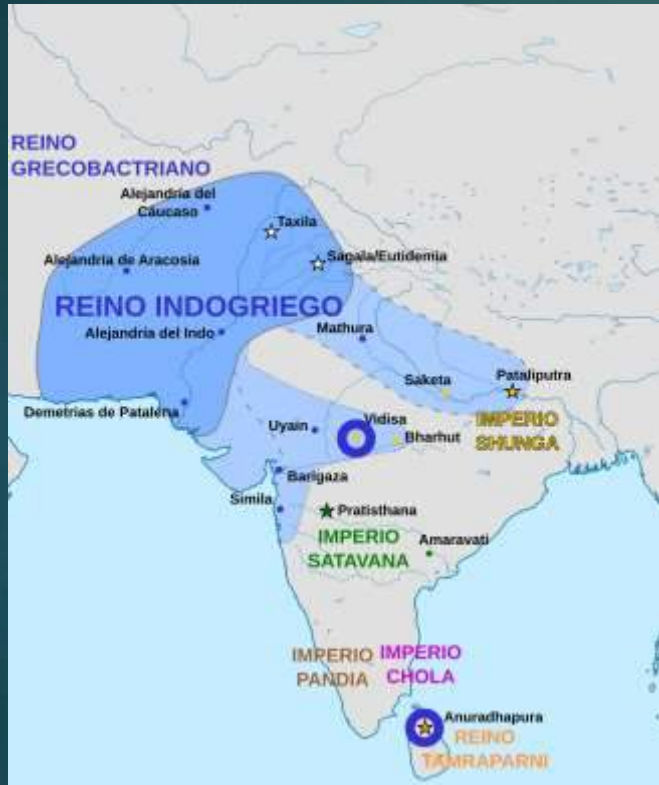 REINO
GRECOBACTRIANO
Alejandría del
Cáucaso
Taxila
Alejandría de Aracosia
Sagala/Eutidemia
REINO INDOGRIEGO
Mathura
Alejandría del Indo
Saketa
Pataliputra
Demetrias de Pataléna
Uyain
Vidisa
IMPERIO
SHUNGA
Bharhut
Barigaza
Simila
Pratisthana
IMPERIO
SATAVANA
Amaravati
IMPERIO
PANDIA
IMPERIO
CHOLA
Anuradhapura
REINO
TAMRAPARNI